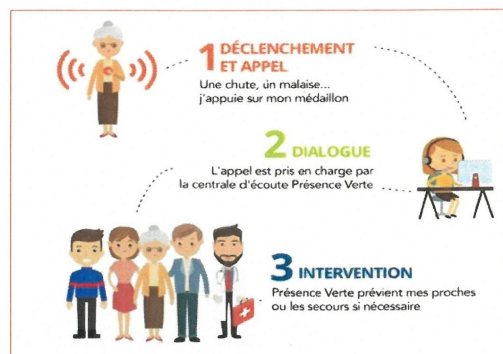 1 DÉCLENCHEMENT
ET APPEL
Une chute, un malaise...
j'appuie sur mon médaillon
2 DIALOGUE
L'appel est pris en charge par
la centrale d'écoute Présence Verte
3 INTERVENTION
Présence Verte prévient mes proches
ou les secours si nécessaire